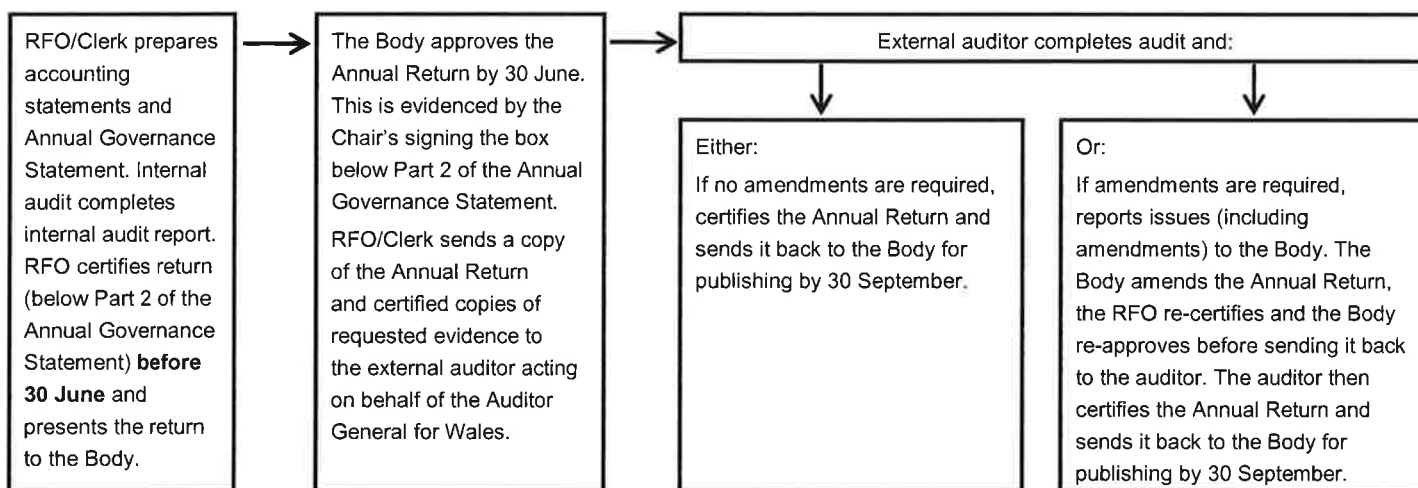 RFO/Clerk prepares
accounting
statements and
Annual Governance
Statement. Internal
audit completes
internal audit report.
RFO certifies return
(below Part 2 of the
Annual Governance
Statement) before
30 June and
presents the return
to the Body.
The Body approves the
Annual Return by 30 June.
This is evidenced by the
Chair's signing the box
below Part 2 of the Annual
Governance Statement.
RFO/Clerk sends a copy
of the Annual Return
and certified copies of
requested evidence to
the external auditor acting
on behalf of the Auditor
General for Wales.
External auditor completes audit and:
Either:
If no amendments are required,
certifies the Annual Return and
sends it back to the Body for
publishing by 30 September.
Or:
If amendments are required,
reports issues (including
amendments) to the Body. The
Body amends the Annual Return,
the RFO re-certifies and the Body
re-approves before sending it back
to the auditor. The auditor then
certifies the Annual Return and
sends it back to the Body for
publishing by 30 September.